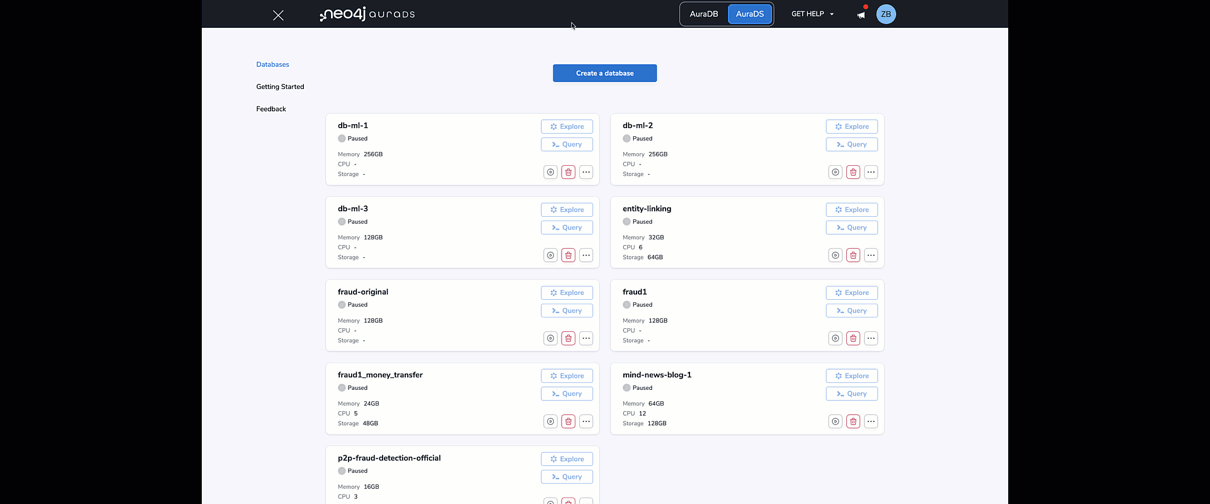 neo4j auraDS
AuraDB
AuraDS
GET HELP
ZB
Databases
Getting Started
Feedback
Create a database
db-ml-1
Paused
Memory 256GB
CPU -
Storage -
Explore
Query
db-ml-2
Paused
Memory 256GB
CPU -
Storage -
Explore
Query
db-ml-3
Paused
Memory 128GB
CPU -
Storage -
Explore
Query
entity-linking
Paused
Memory 32GB
CPU 6
Storage 64GB
Explore
Query
fraud-original
Paused
Memory 128GB
CPU -
Storage -
Explore
Query
fraud1
Paused
Memory 128GB
CPU -
Storage -
Explore
Query
fraud1_money_transfer
Paused
Memory 24GB
CPU 5
Storage 48GB
Explore
Query
mind-news-blog-1
Paused
Memory 64GB
CPU 12
Storage 128GB
Explore
Query
p2p-fraud-detection-official
Paused
Memory 16GB
CPU 3
Explore
Query